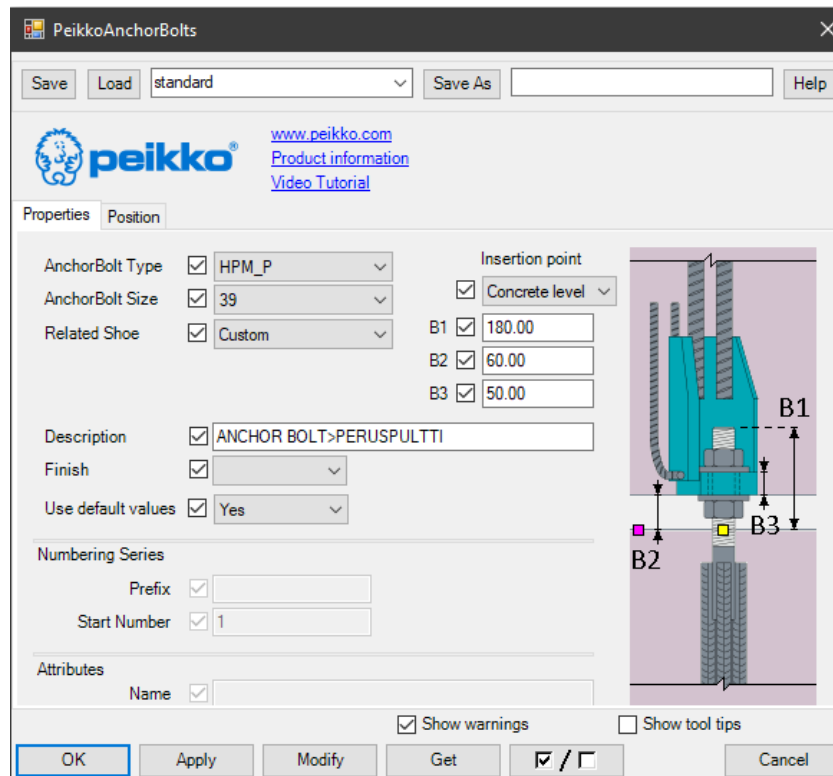 PeikkoAnchorBolts
Save Load standard Save As Help
peikko®
www.peikko.com
Product information
Video Tutorial
Properties Position
AnchorBolt Type HPM_P
AnchorBolt Size 39
Related Shoe Custom
Insertion point
Concrete level
B1 180.00
B2 60.00
B3 50.00
Description ANCHOR BOLT>PERUSPULTTI
Finish
Use default values Yes
Numbering Series
Prefix
Start Number 1
Attributes
Name
B1
B3
B2
Show warnings Show tool tips
OK Apply Modify Get / Cancel